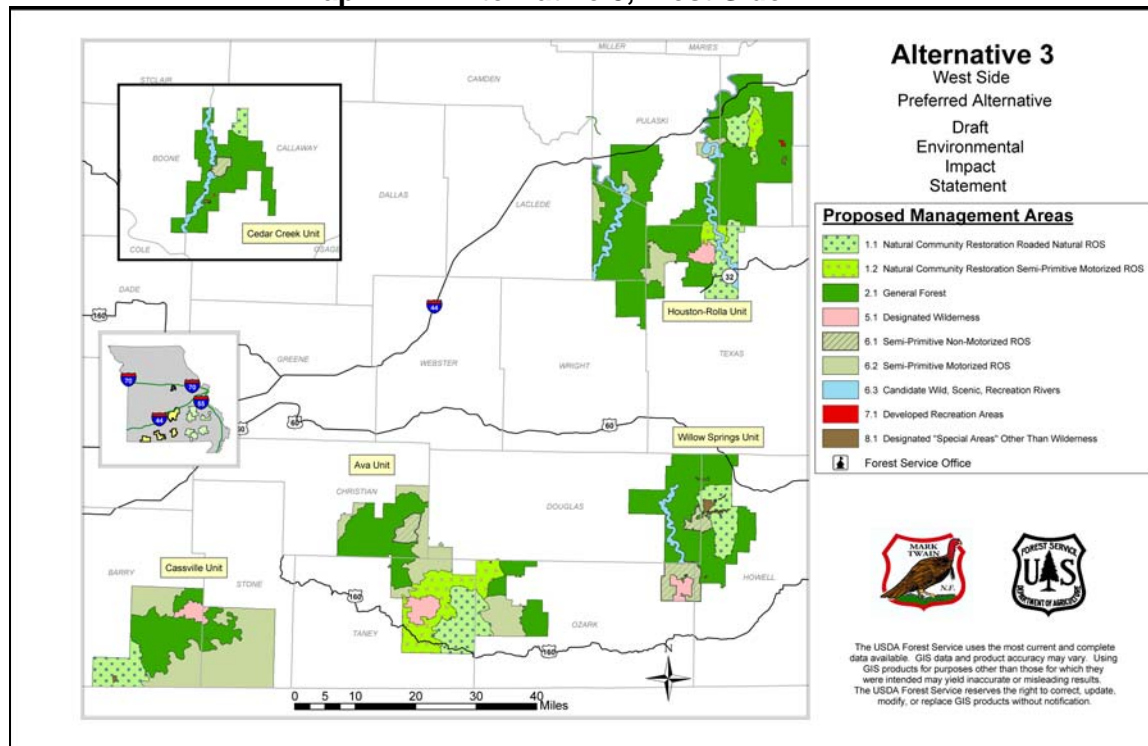 Alternative 3
West Side
Preferred Alternative
Draft
Environmental
Impact
Statement
Proposed Management Areas
1.1 Natural Community Restoration Roaded Natural ROS
1.2 Natural Community Restoration Semi-Primitive Motorized ROS
2.1 General Forest
5.1 Designated Wilderness
6.1 Semi-Primitive Non-Motorized ROS
6.2 Semi-Primitive Motorized ROS
6.3 Candidate Wild, Scenic, Recreation Rivers
7.1 Developed Recreation Areas
8.1 Designated "Special Areas" Other Than Wilderness
Forest Service Office
MILLER
MARIES
STCLAIR
CAMDEN
PULASKI
BOONE
CALLAWAY
DALLAS
LACLEDE
Cedar Creek Unit
COLE
OSAGE
DADE
32
160
44
Houston-Rolla Unit
GREENE
WEBSTER
WRIGHT
TEXAS
70
70
55
44
60
60
60
Willow Springs Unit
Ava Unit
CHRISTIAN
DOUGLAS
Cassville Unit
BARRY
STONE
HOWELL
160
TANEY
OZARK
160
N
0 5 10 20 30 40
Miles
MARK
TWAIN
N.F.
FOREST SERVICE
U S
DEPARTMENT OF AGRICULTURE
The USDA Forest Service uses the most current and complete
data available. GIS data and product accuracy may vary. Using
GIS products for purposes other than those for which they
were intended may yield inaccurate or misleading results.
The USDA Forest Service reserves the right to correct, update,
modify, or replace GIS products without notification.